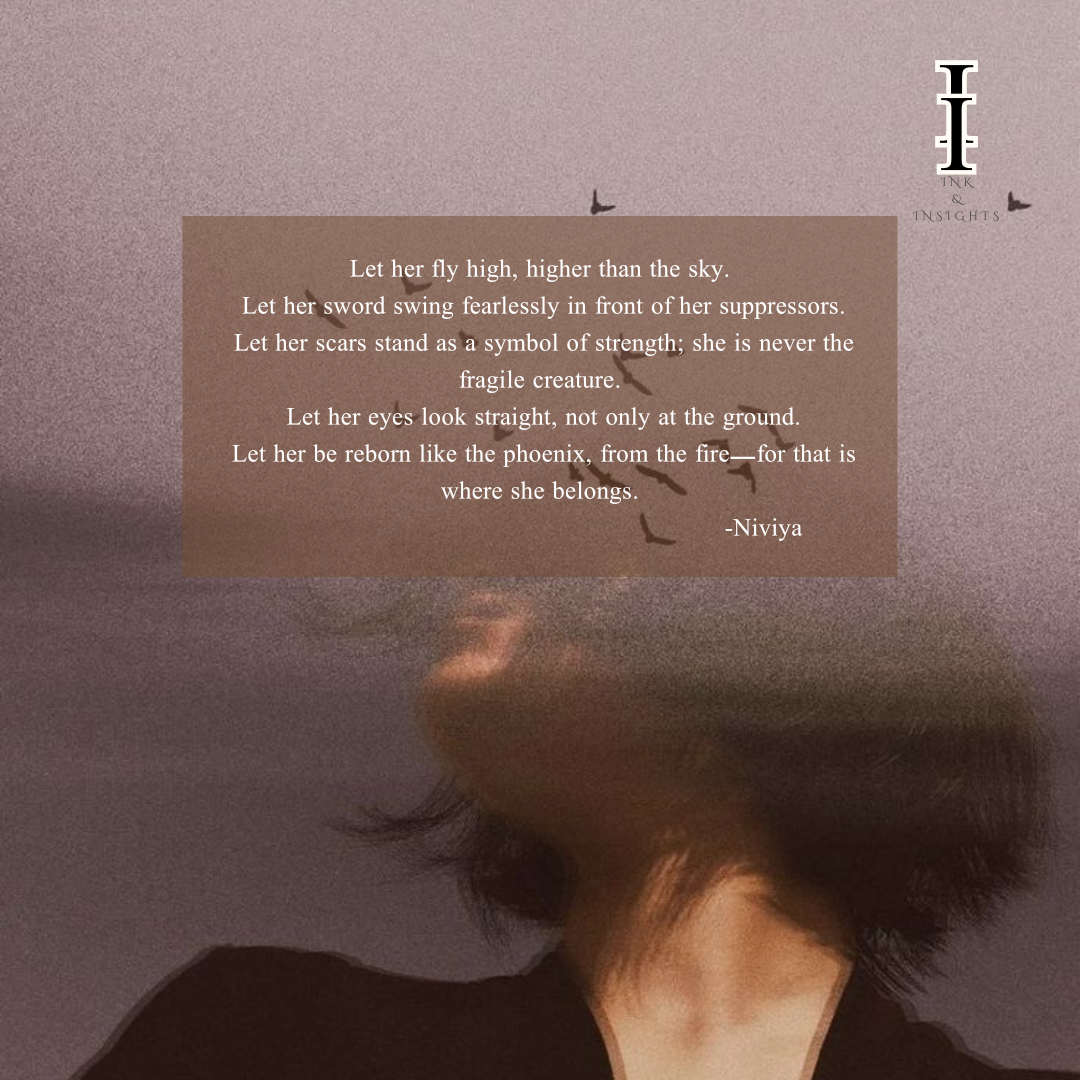 I
I
INK
&
INSIGHTS
Let her fly high, higher than the sky.
Let her sword swing fearlessly in front of her suppressors.
Let her scars stand as a symbol of strength; she is never the
fragile creature.
Let her eyes look straight, not only at the ground.
Let her be reborn like the phoenix, from the fire—for that is
where she belongs.
-Niviya